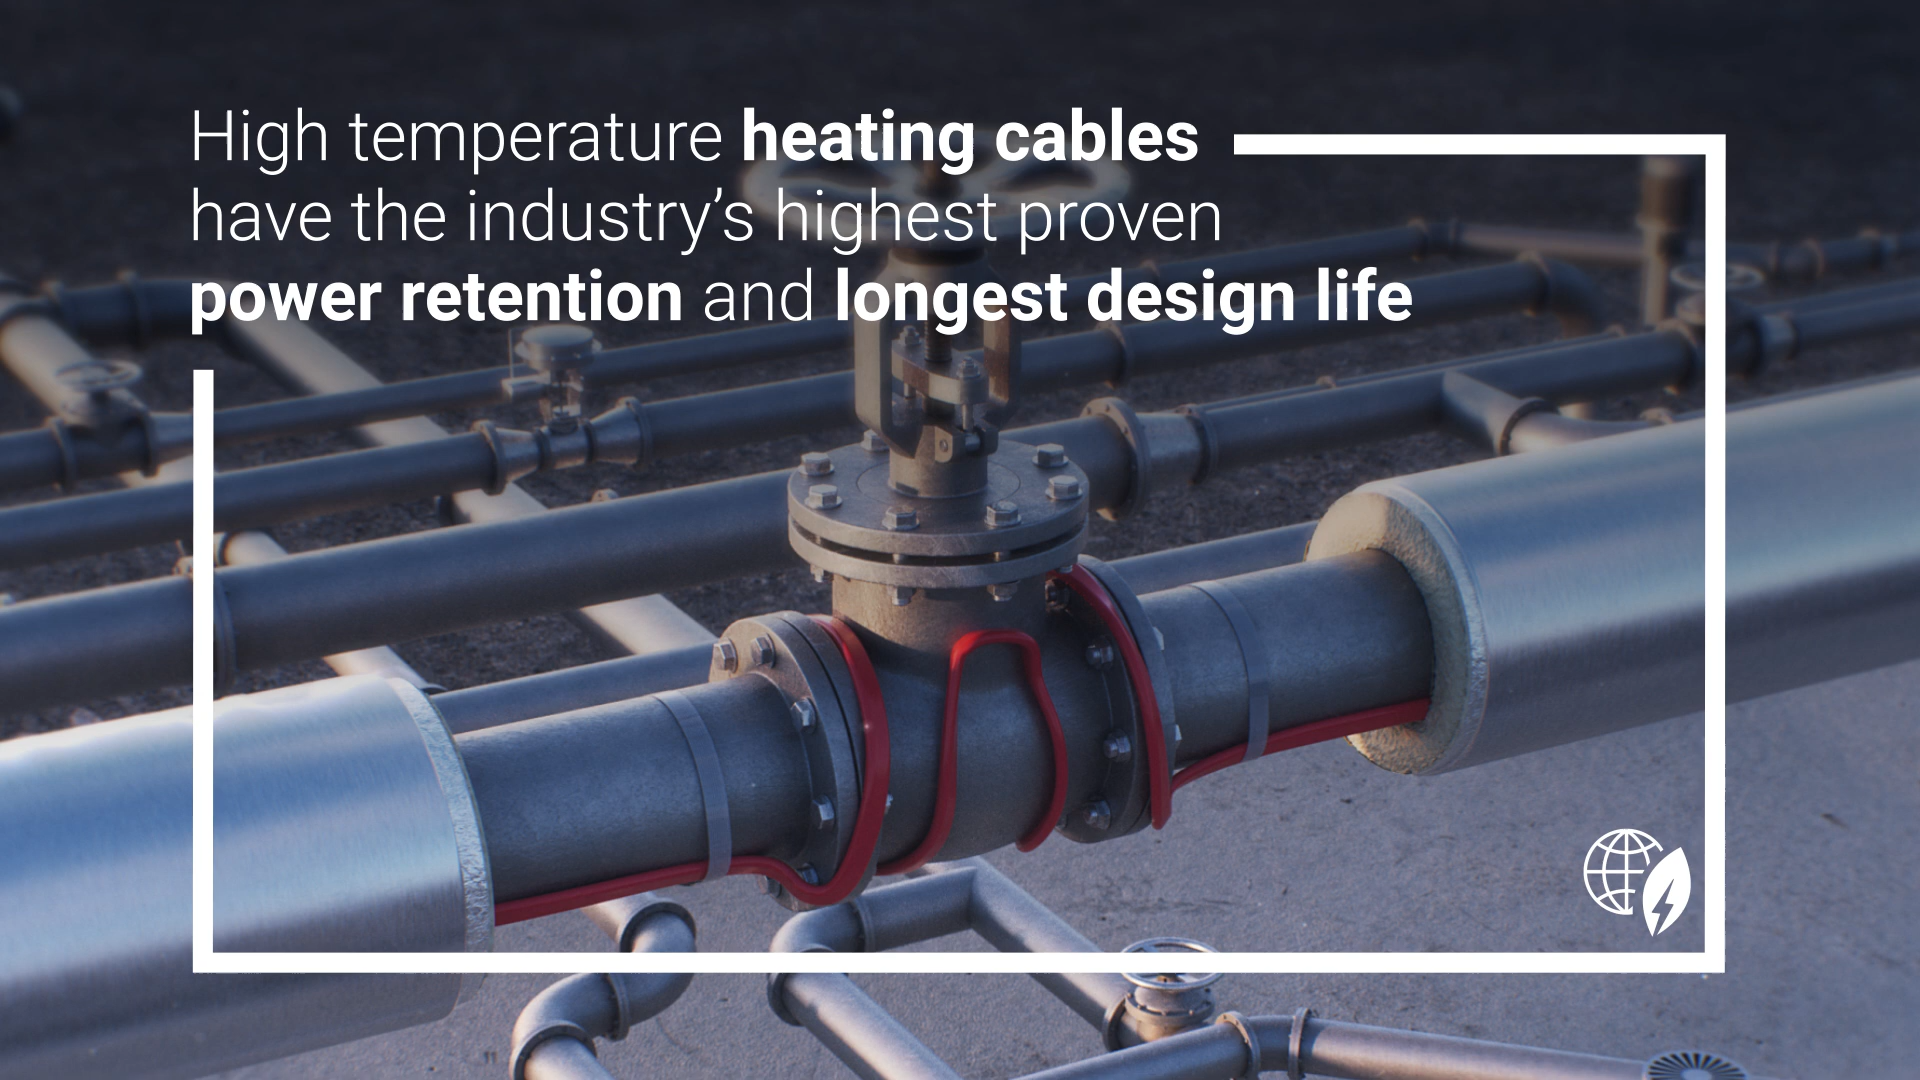 High temperature heating cables
have the industry’s highest proven
power retention and longest design life